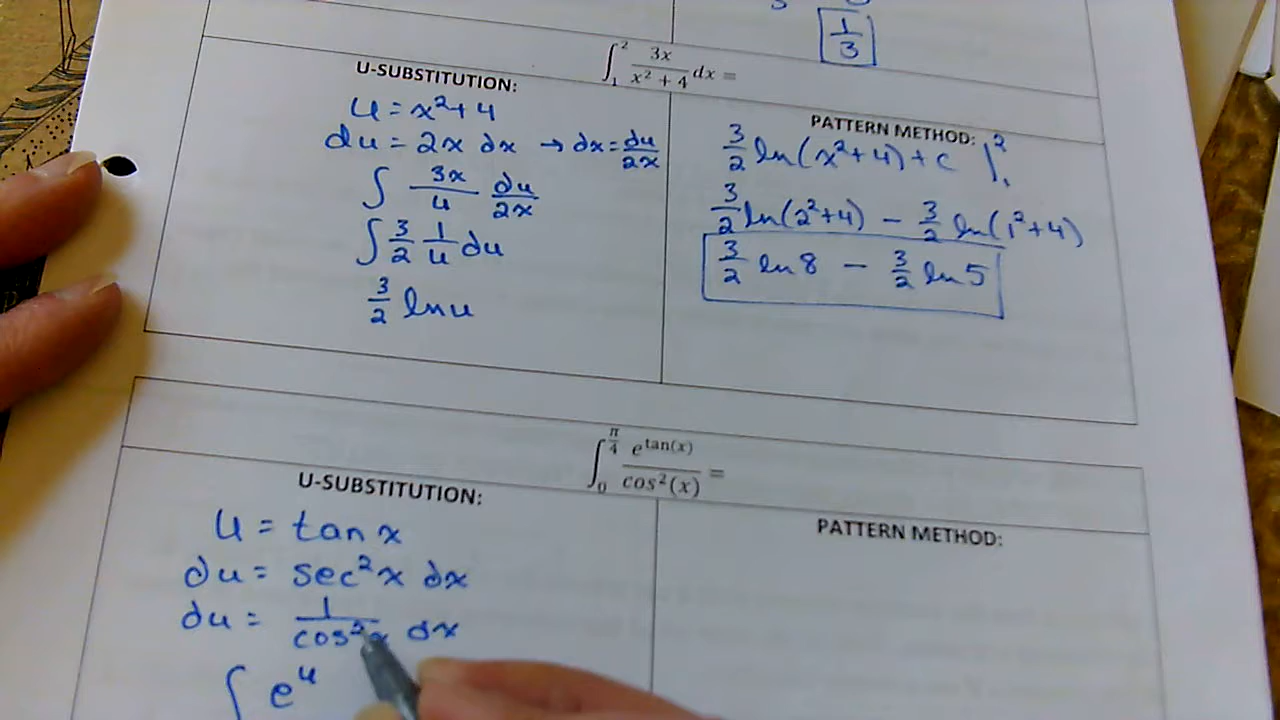 1/3
∫₁² 3x/(x² + 4) dx =
U-SUBSTITUTION:
u = x²+4
du = 2x dx → dx = du/2x
∫ 3x/u du/2x
∫ 3/2 1/u du
3/2 ln u
PATTERN METHOD:
3/2 ln(x²+4) + c |₁²
3/2 ln(2²+4) – 3/2 ln(1²+4)
3/2 ln 8 – 3/2 ln 5
∫₀^(π/4) e^tan(x)/cos²(x) =
U-SUBSTITUTION:
u = tan x
du = sec²x dx
du = 1/cos²x dx
∫ e^u
PATTERN METHOD: